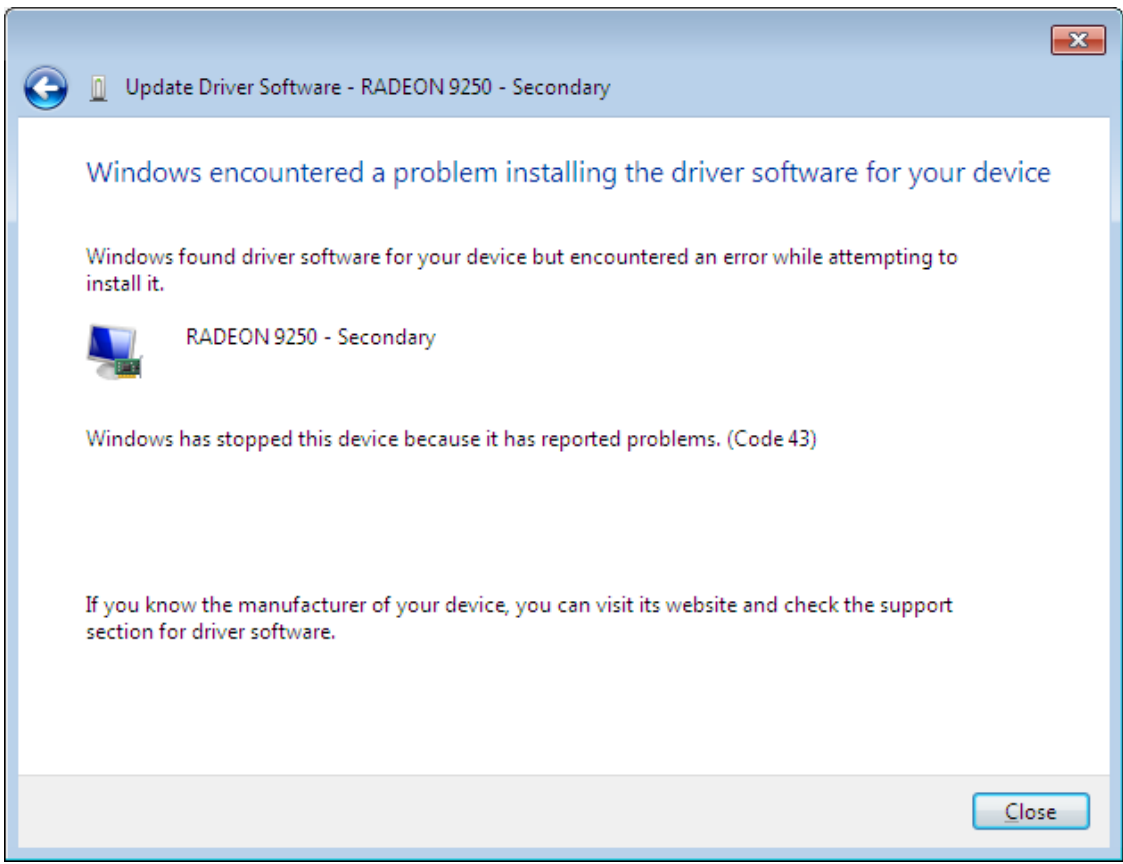 Update Driver Software - RADEON 9250 - Secondary
Windows encountered a problem installing the driver software for your device
Windows found driver software for your device but encountered an error while attempting to
install it.
RADEON 9250 - Secondary
Windows has stopped this device because it has reported problems. (Code 43)
If you know the manufacturer of your device, you can visit its website and check the support
section for driver software.
Close